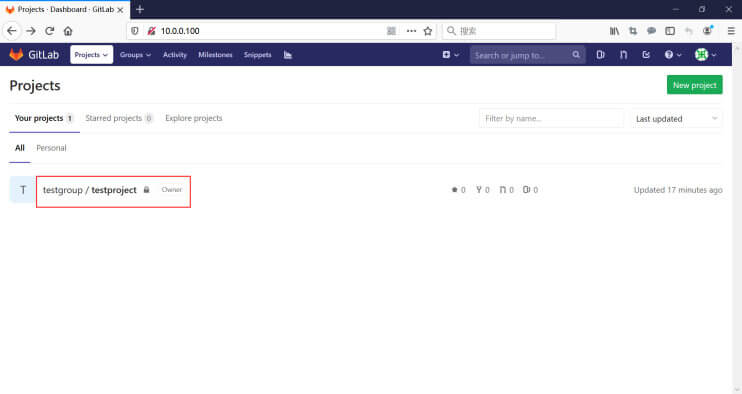 Projects · Dashboard · GitLab
10.0.0.100
搜索
GitLab Projects Groups Activity Milestones Snippets Search or jump to...
Projects
New project
Your projects 1 Starred projects 0 Explore projects Filter by name... Last updated
All Personal
T testgroup / testproject Owner 0 0 0 0 Updated 17 minutes ago